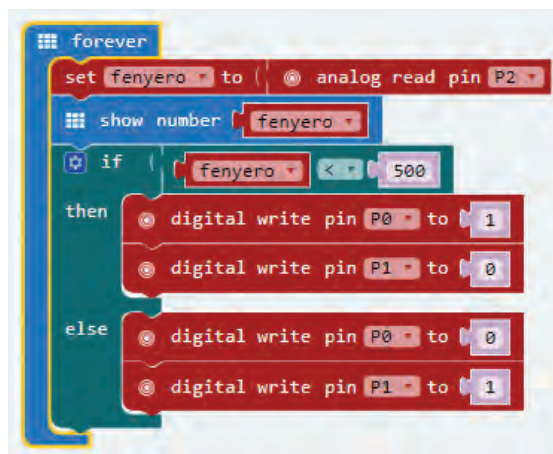 forever
set fenyero to ( analog read pin P2
show number fenyero
if ( fenyero < 500
then digital write pin P0 to 1
digital write pin P1 to 0
else digital write pin P0 to 0
digital write pin P1 to 1